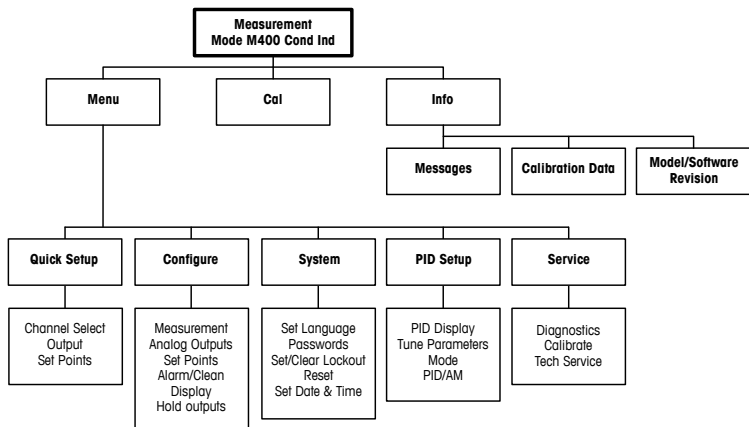 Measurement
Mode M400 Cond Ind
Menu
Cal
Info
Messages
Calibration Data
Model/Software
Revision
Quick Setup
Configure
System
PID Setup
Service
Channel Select
Output
Set Points
Measurement
Analog Outputs
Set Points
Alarm/Clean
Display
Hold outputs
Set Language
Passwords
Set/Clear Lockout
Reset
Set Date & Time
PID Display
Tune Parameters
Mode
PID/AM
Diagnostics
Calibrate
Tech Service